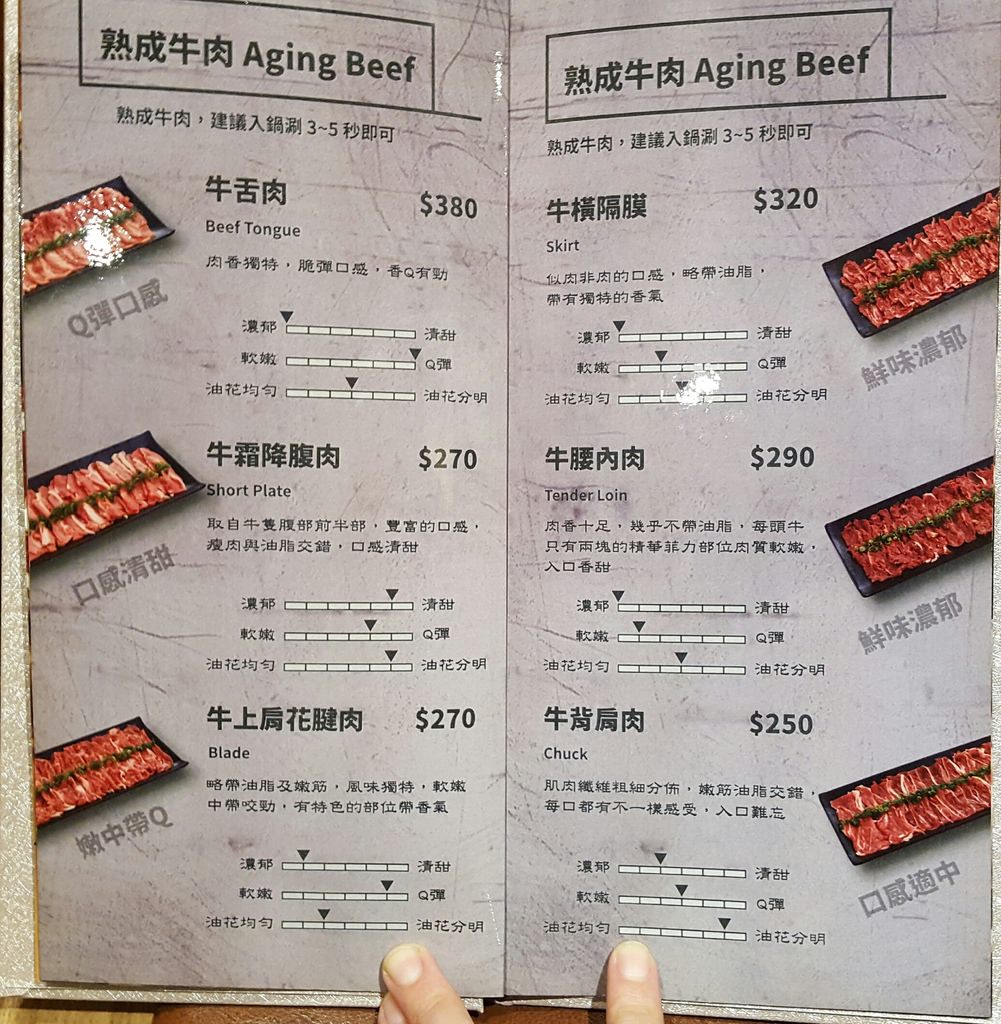 熟成牛肉 Aging Beef
熟成牛肉，建議入鍋涮 3~5 秒即可
牛舌肉 $380
Beef Tongue
肉香獨特，脆彈口感，香Q有勁
Q彈口感
濃郁 清甜
軟嫩 Q彈
油花均勻 油花分明
牛霜降腹肉 $270
Short Plate
取自牛隻腹部前半部，豐富的口感，
瘦肉與油脂交錯，口感清甜
口感清甜
濃郁 清甜
軟嫩 Q彈
油花均勻 油花分明
牛上肩花腱肉 $270
Blade
略帶油脂及嫩筋，風味獨特，軟嫩
中帶咬勁，有特色的部位帶香氣
嫩中帶Q
濃郁 清甜
軟嫩 Q彈
油花均勻 油花分明
熟成牛肉 Aging Beef
熟成牛肉，建議入鍋涮 3~5 秒即可
牛橫隔膜 $320
Skirt
似肉非肉的口感，略帶油脂，
帶有獨特的香氣
鮮味濃郁
濃郁 清甜
軟嫩 Q彈
油花均勻 油花分明
牛腰內肉 $290
Tender Loin
肉香十足，幾乎不帶油脂，每頭牛
只有兩塊的精華菲力部位肉質軟嫩，
入口香甜
鮮味濃郁
濃郁 清甜
軟嫩 Q彈
油花均勻 油花分明
牛背肩肉 $250
Chuck
肌肉纖維粗細分佈，嫩筋油脂交錯，
每口都有不一樣感受，入口難忘
口感適中
濃郁 清甜
軟嫩 Q彈
油花均勻 油花分明